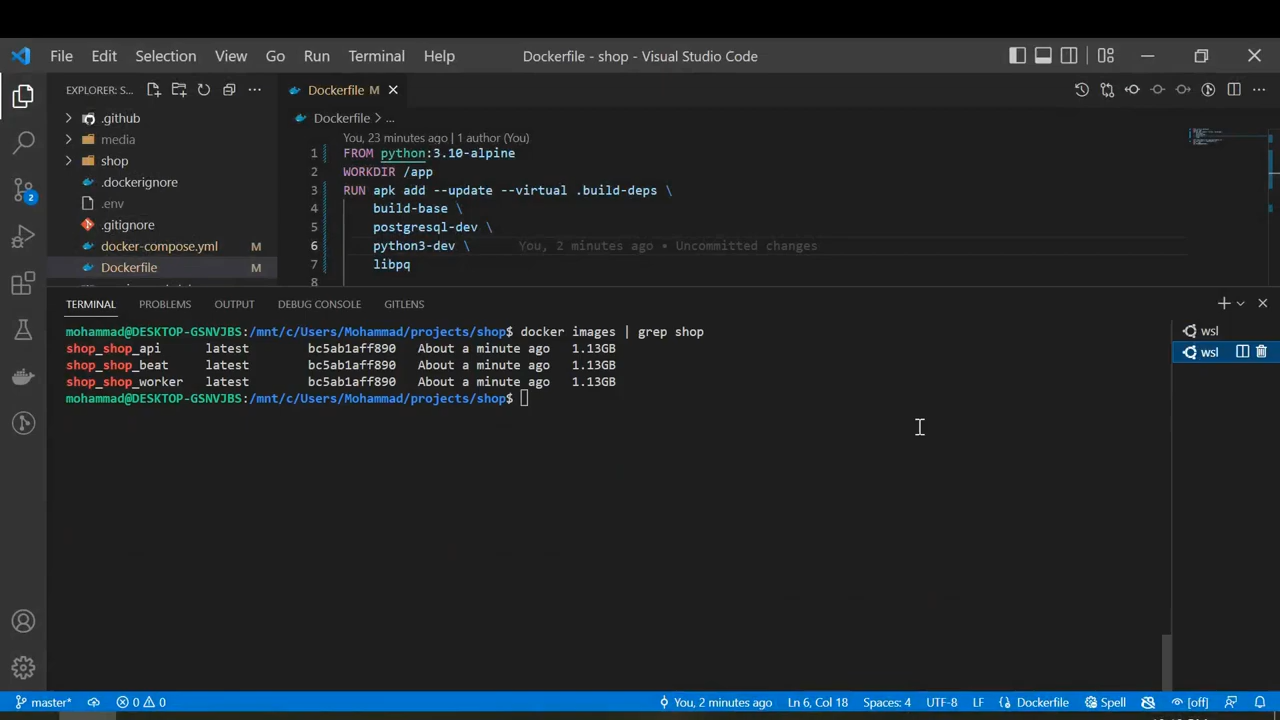 File Edit Selection View Go Run Terminal Help Dockerfile - shop - Visual Studio Code
EXPLORER: S... Dockerfile M
.github
media
shop
.dockerignore
.env
.gitignore
docker-compose.yml M
Dockerfile M
Dockerfile > ...
You, 23 minutes ago | 1 author (You)
1 FROM python:3.10-alpine
2 WORKDIR /app
3 RUN apk add --update --virtual .build-deps \
4 build-base \
5 postgresql-dev \
6 python3-dev \ You, 2 minutes ago • Uncommitted changes
7 libpq
8
TERMINAL PROBLEMS OUTPUT DEBUG CONSOLE GITLENS
mohammad@DESKTOP-GSNVJBS:/mnt/c/Users/Mohammad/projects/shop$ docker images | grep shop
shop_shop_api latest bc5ab1aff890 About a minute ago 1.13GB
shop_shop_beat latest bc5ab1aff890 About a minute ago 1.13GB
shop_shop_worker latest bc5ab1aff890 About a minute ago 1.13GB
mohammad@DESKTOP-GSNVJBS:/mnt/c/Users/Mohammad/projects/shop$
wsl
wsl
2
master* 0 0 You, 2 minutes ago Ln 6, Col 18 Spaces: 4 UTF-8 LF Dockerfile Spell [off]